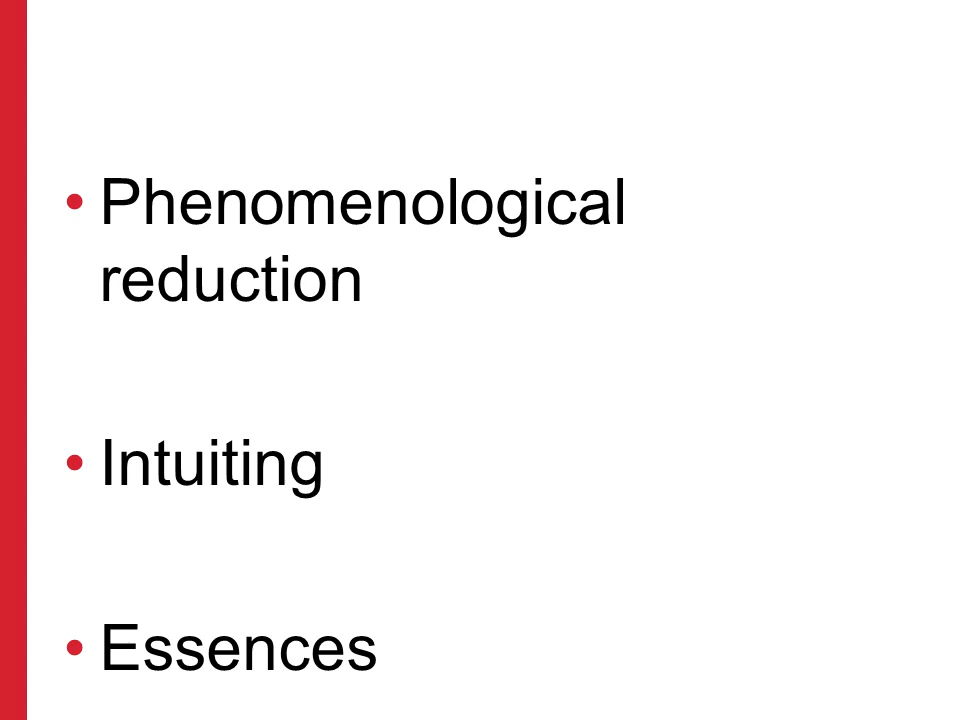 • Phenomenological
reduction
• Intuiting
• Essences